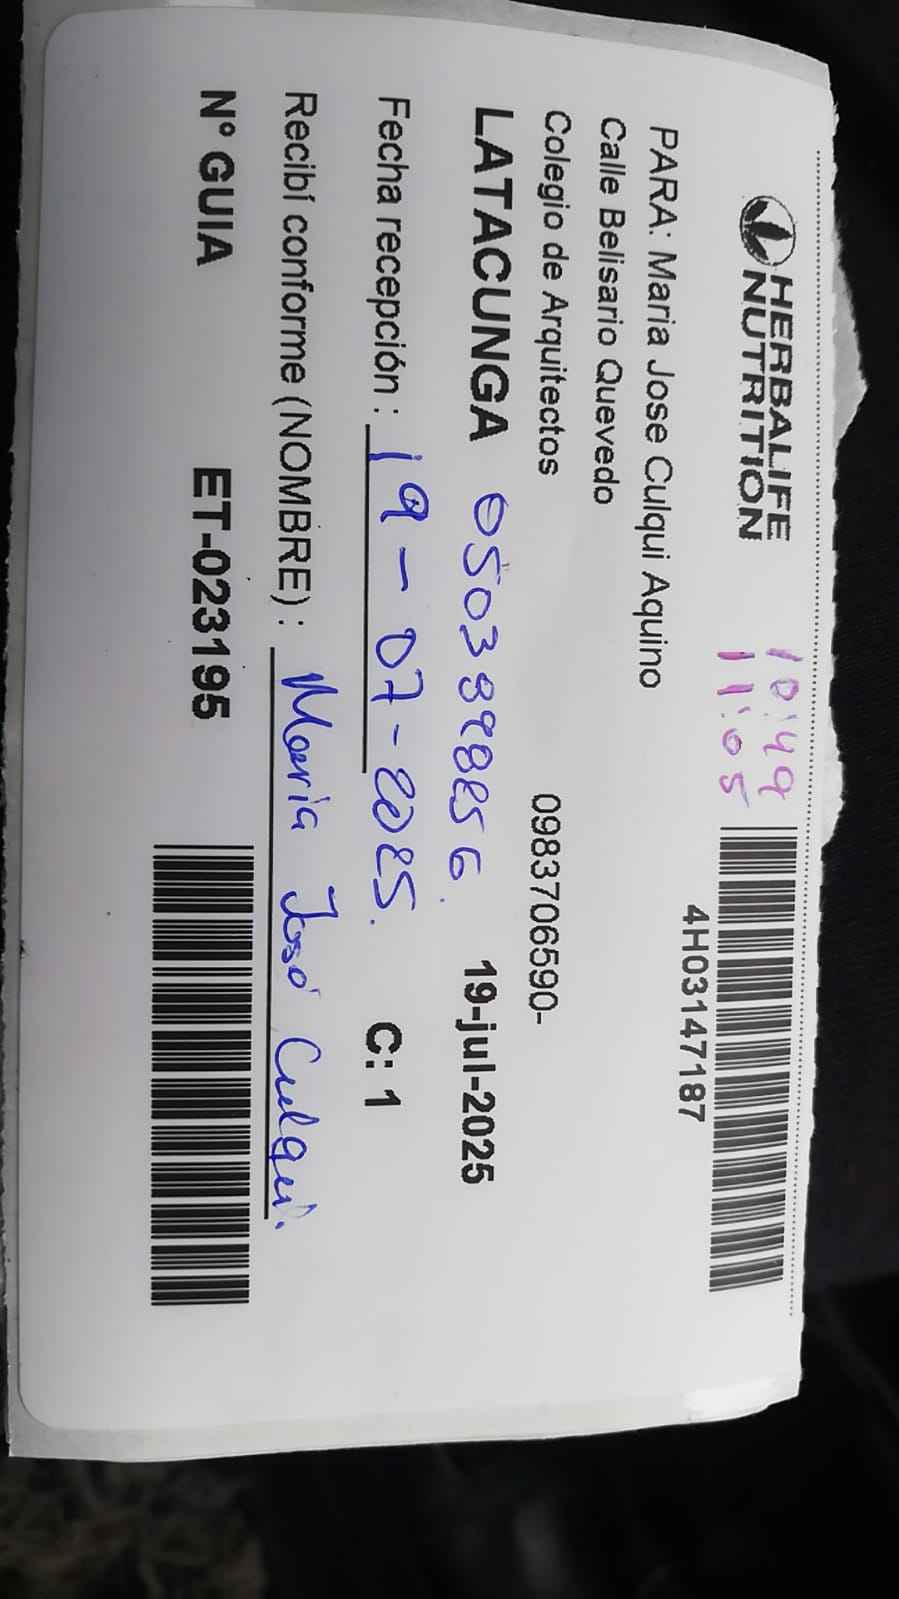 HERBALIFE
NUTRITION
10:49
11:05
4H03147187
PARA: Maria Jose Culqui Aquino
Calle Belisario Quevedo
Colegio de Arquitectos 0983706590-
LATACUNGA 0503898856. 19-jul-2025
Fecha recepción : 19-07-2025. C: 1
Recibí conforme (NOMBRE) : María José Culqui.
N° GUIA ET-023195